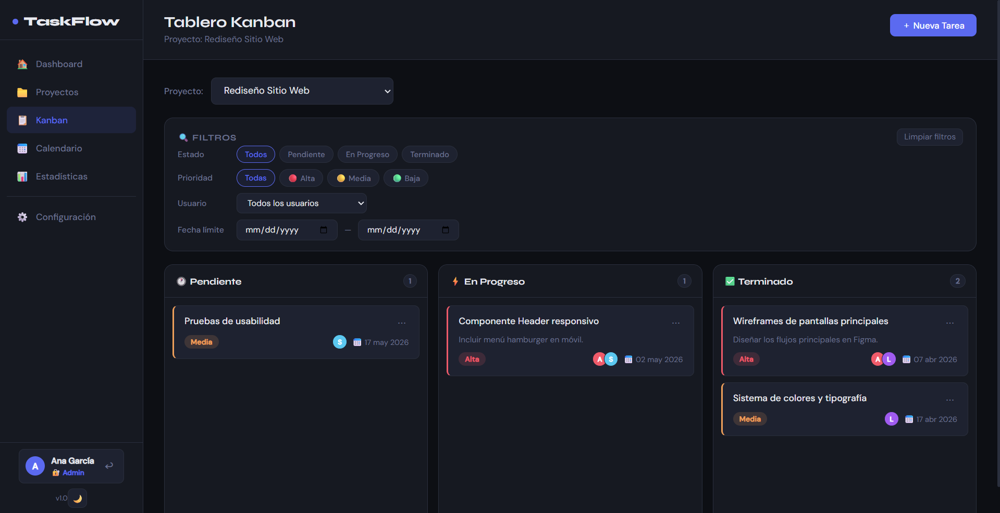 TaskFlow
Dashboard
Proyectos
Kanban
Calendario
Estadísticas
Configuración
A
Ana García
Admin
v1.0
Tablero Kanban
Proyecto: Rediseño Sitio Web
+ Nueva Tarea
Proyecto: Rediseño Sitio Web
FILTROS
Limpiar filtros
Estado Todos Pendiente En Progreso Terminado
Prioridad Todas Alta Media Baja
Usuario Todos los usuarios
Fecha límite mm/dd/yyyy — mm/dd/yyyy
Pendiente 1
Pruebas de usabilidad ...
Media S 17 may 2026
En Progreso 1
Componente Header responsivo ...
Incluir menú hamburger en móvil.
Alta A S 02 may 2026
Terminado 2
Wireframes de pantallas principales ...
Diseñar los flujos principales en Figma.
Alta A L 07 abr 2026
Sistema de colores y tipografía ...
Media L 17 abr 2026